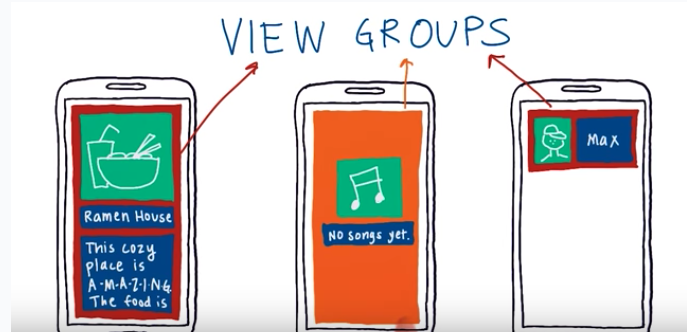 VIEW GROUPS
Ramen House
This cozy
place is
A-M-A-Z-I-N-G.
The food is
No songs yet.
Max